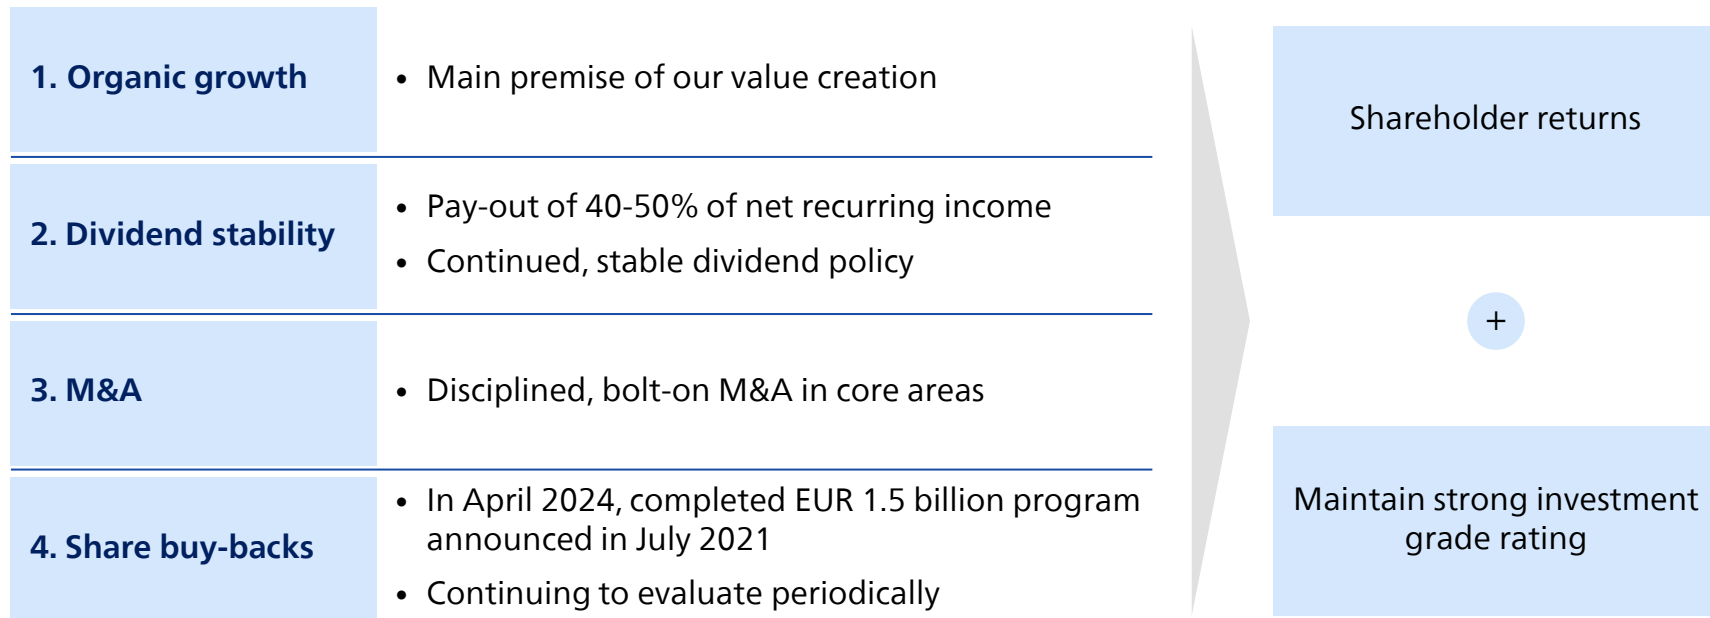 1. Organic growth
• Main premise of our value creation
2. Dividend stability
• Pay-out of 40-50% of net recurring income
• Continued, stable dividend policy
3. M&A
• Disciplined, bolt-on M&A in core areas
4. Share buy-backs
• In April 2024, completed EUR 1.5 billion program
announced in July 2021
• Continuing to evaluate periodically
Shareholder returns
+
Maintain strong investment
grade rating